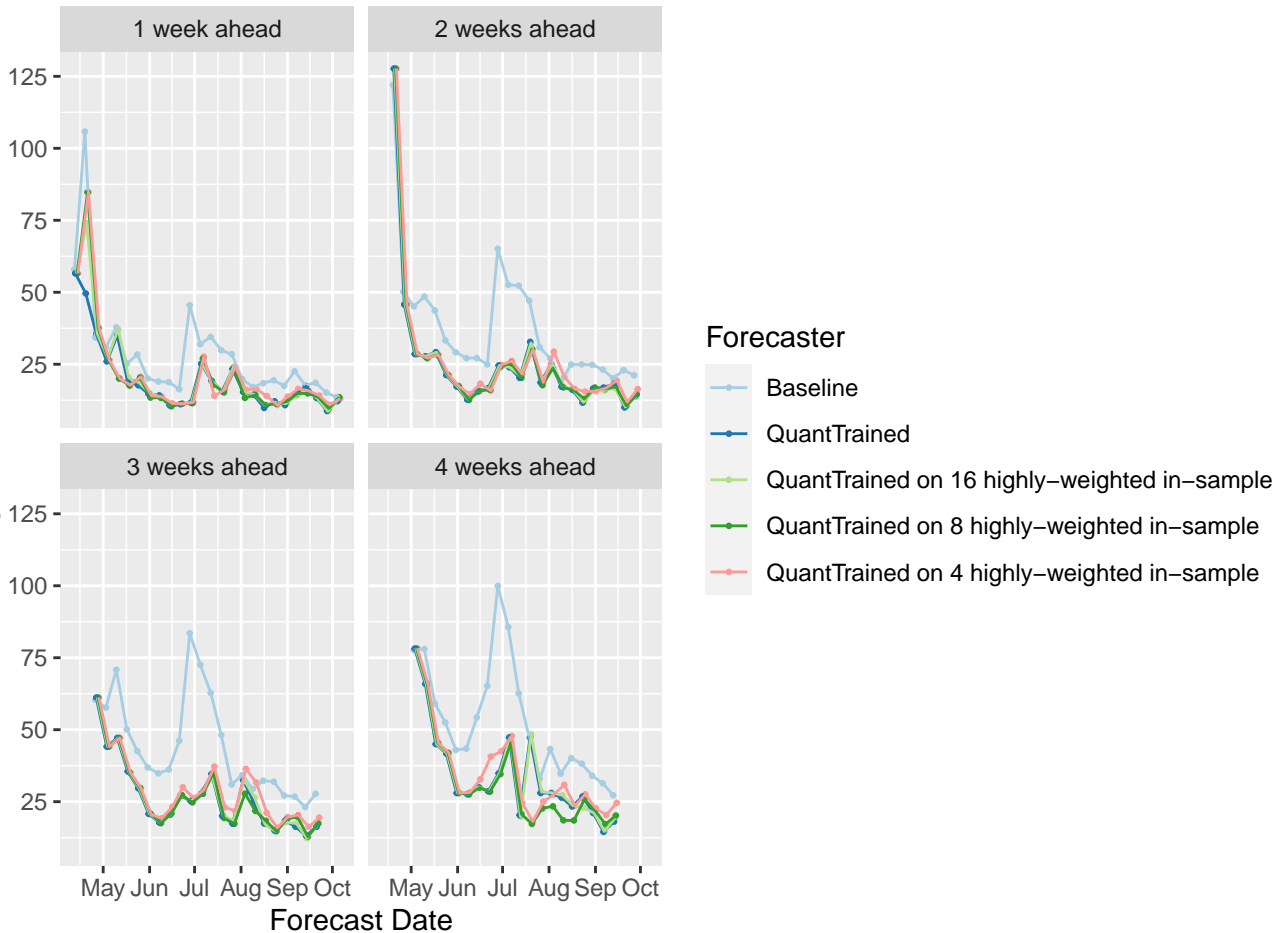 1 week ahead
2 weeks ahead
125
100
75
50
25
3 weeks ahead
4 weeks ahead
125
100
75
50
25
May Jun Jul Aug Sep Oct
May Jun Jul Aug Sep Oct
Forecast Date
Forecaster
Baseline
QuantTrained
QuantTrained on 16 highly−weighted in−sample
QuantTrained on 8 highly−weighted in−sample
QuantTrained on 4 highly−weighted in−sample